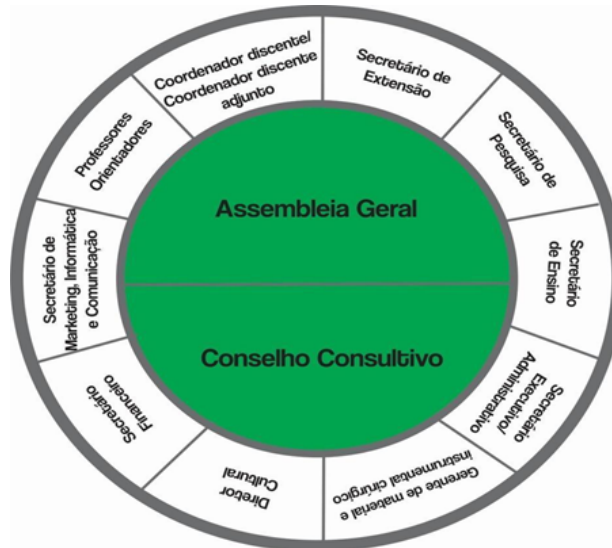 Coordenador discente/
Coordenador discente
adjunto
Secretário de
Extensão
Secretário de
Pesquisa
Secretário
de Ensino
Secretário
Executivo/
Administrativo
Gerente de material e
instrumental cirúrgico
Diretor
Cultural
Secretário
Financeiro
Secretário de
Marketing, Informática
e Comunicação
Professores
Orientadores
Assembleia Geral
Conselho Consultivo